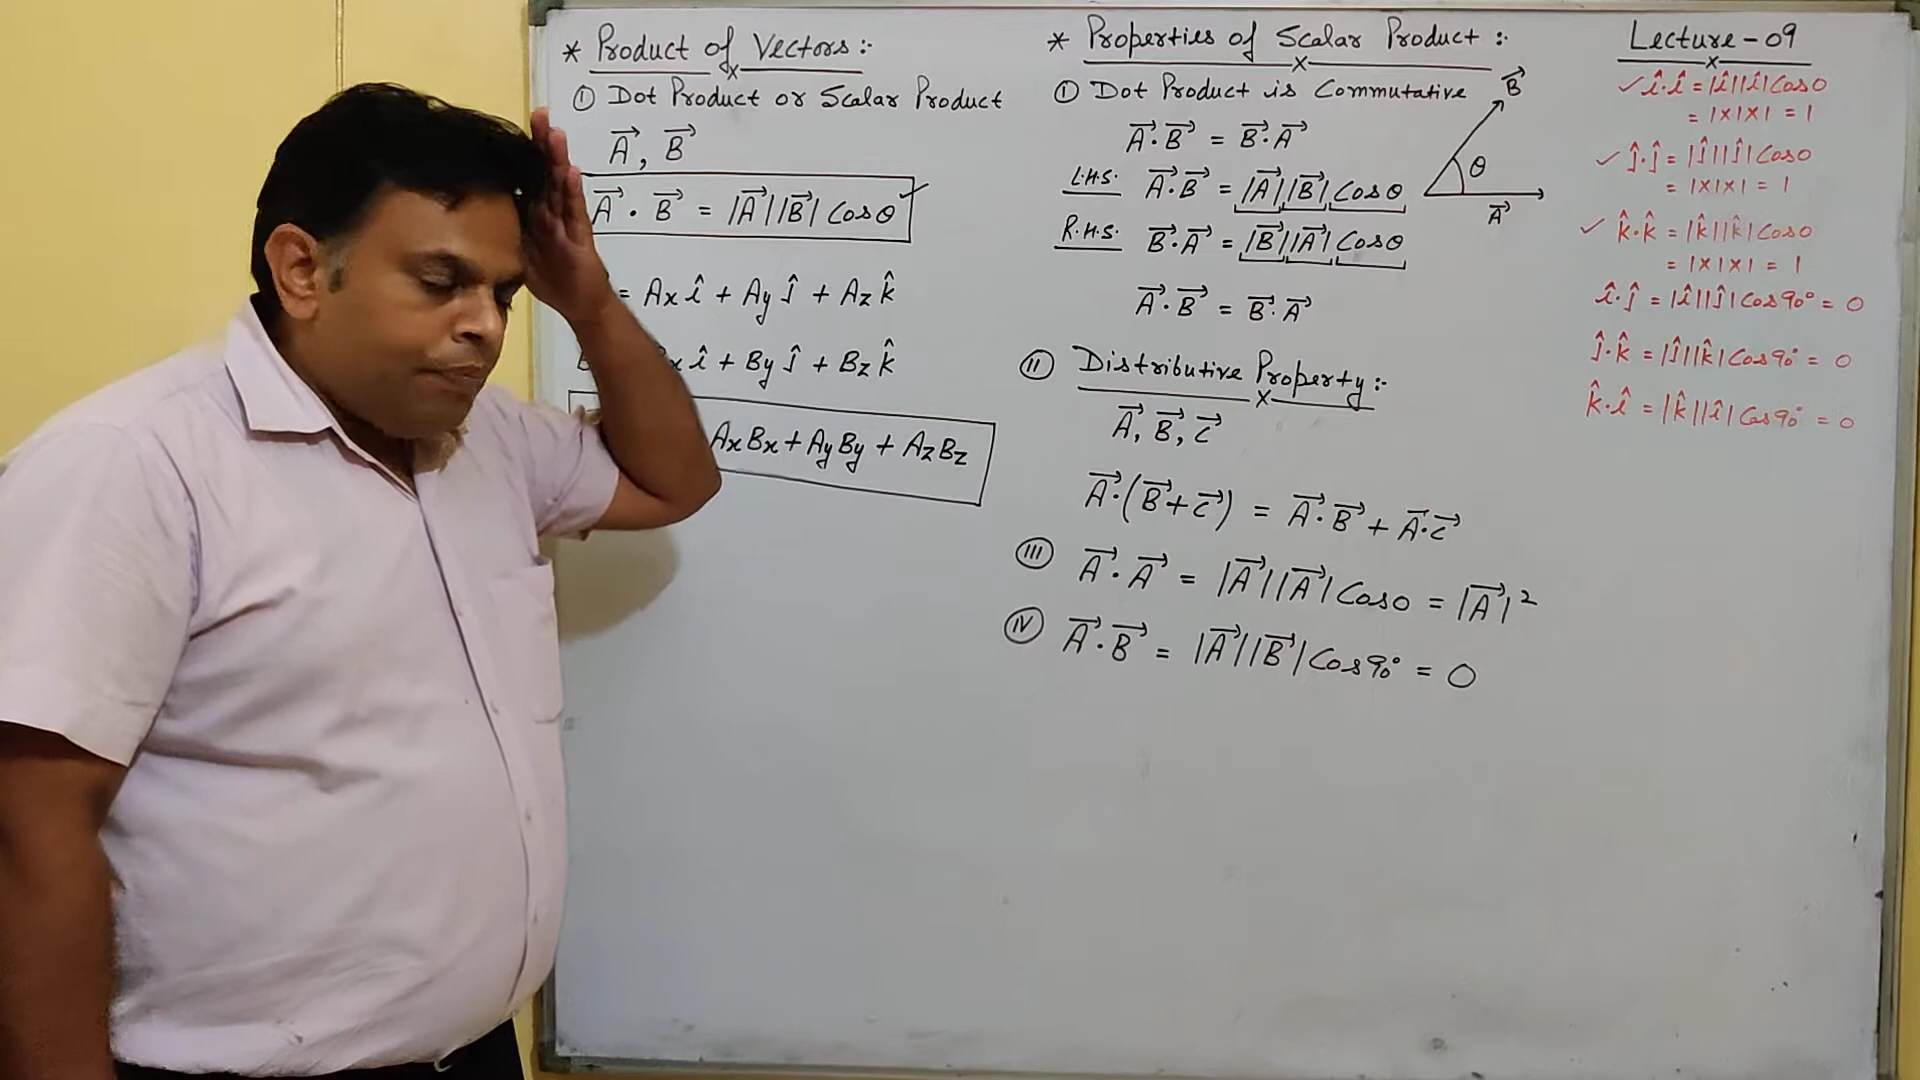 * Product of Vectors:-
① Dot Product or Scalar Product
A⃗, B⃗
A⃗ · B⃗ = |A⃗||B⃗| Cosθ
= Ax î + Ay ĵ + Az k̂
x î + By ĵ + Bz k̂
AxBx + AyBy + AzBz
* Properties of Scalar Product :-
① Dot Product is Commutative
B⃗
θ
A⃗
A⃗·B⃗ = B⃗·A⃗
L.H.S. A⃗·B⃗ = |A⃗||B⃗| Cosθ
R.H.S. B⃗·A⃗ = |B⃗||A⃗| Cosθ
A⃗·B⃗ = B⃗·A⃗
Ⅱ Distributive Property:-
A⃗, B⃗, C⃗
A⃗·(B⃗+C⃗) = A⃗·B⃗ + A⃗·C⃗
Ⅲ A⃗·A⃗ = |A⃗||A⃗| Cos0 = |A⃗|²
Ⅳ A⃗·B⃗ = |A⃗||B⃗| Cos90° = 0
Lecture-09
✓ î·î = |î||î| Cos0
= 1×1×1 = 1
✓ ĵ·ĵ = |ĵ||ĵ| Cos0
= 1×1×1 = 1
✓ k̂·k̂ = |k̂||k̂| Cos0
= 1×1×1 = 1
î·ĵ = |î||ĵ| Cos90° = 0
ĵ·k̂ = |ĵ||k̂| Cos90° = 0
k̂·î = |k̂||î| Cos90° = 0